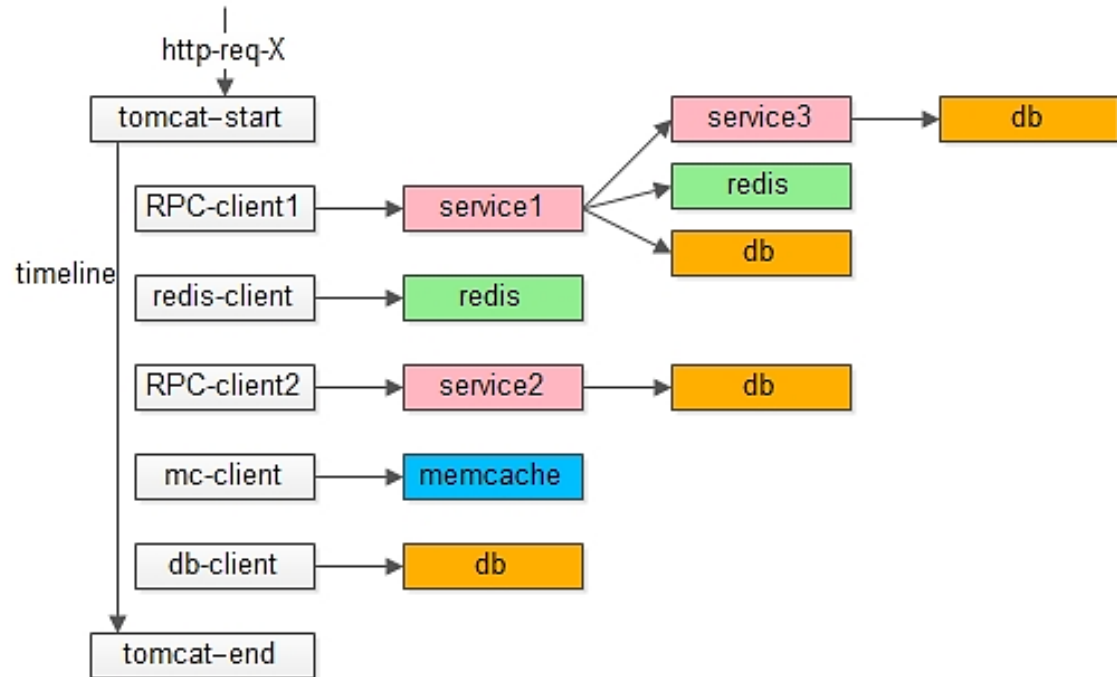 http-req-X
tomcat–start
service3
db
RPC-client1
service1
redis
db
timeline
redis-client
redis
RPC-client2
service2
db
mc-client
memcache
db-client
db
tomcat–end